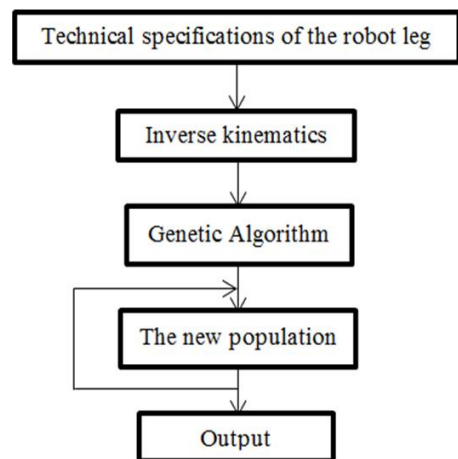 Technical specifications of the robot leg
Inverse kinematics
Genetic Algorithm
The new population
Output